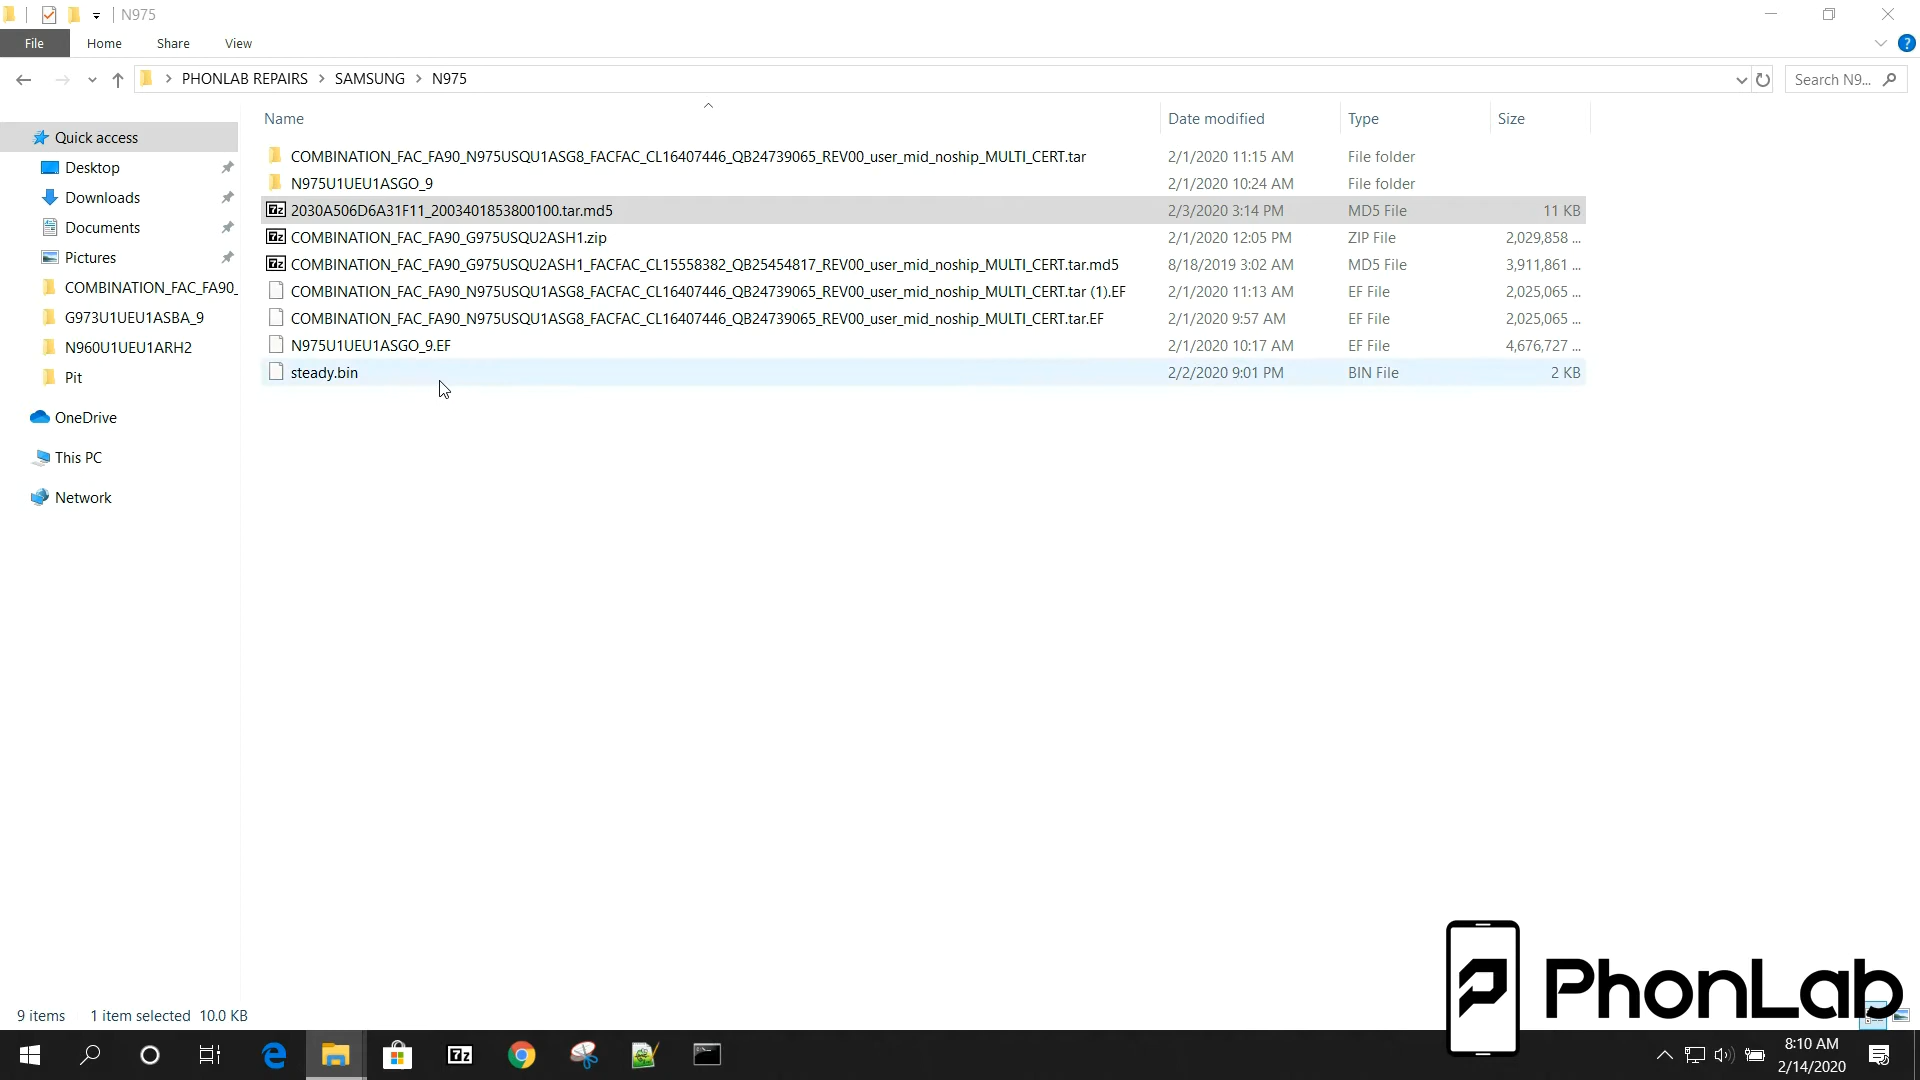 N975
File Home Share View
PHONLAB REPAIRS > SAMSUNG > N975
Search N9...
Name Date modified Type Size
Quick access
Desktop
Downloads
Documents
Pictures
COMBINATION_FAC_FA90_
G973U1UEU1ASBA_9
N960U1UEU1ARH2
Pit
OneDrive
This PC
Network
COMBINATION_FAC_FA90_N975USQU1ASG8_FACFAC_CL16407446_QB24739065_REV00_user_mid_noship_MULTI_CERT.tar 2/1/2020 11:15 AM File folder
N975U1UEU1ASGO_9 2/1/2020 10:24 AM File folder
7z 2030A506D6A31F11_2003401853800100.tar.md5 2/3/2020 3:14 PM MD5 File 11 KB
7z COMBINATION_FAC_FA90_G975USQU2ASH1.zip 2/1/2020 12:05 PM ZIP File 2,029,858 ...
7z COMBINATION_FAC_FA90_G975USQU2ASH1_FACFAC_CL15558382_QB25454817_REV00_user_mid_noship_MULTI_CERT.tar.md5 8/18/2019 3:02 AM MD5 File 3,911,861 ...
COMBINATION_FAC_FA90_N975USQU1ASG8_FACFAC_CL16407446_QB24739065_REV00_user_mid_noship_MULTI_CERT.tar (1).EF 2/1/2020 11:13 AM EF File 2,025,065 ...
COMBINATION_FAC_FA90_N975USQU1ASG8_FACFAC_CL16407446_QB24739065_REV00_user_mid_noship_MULTI_CERT.tar.EF 2/1/2020 9:57 AM EF File 2,025,065 ...
N975U1UEU1ASGO_9.EF 2/1/2020 10:17 AM EF File 4,676,727 ...
steady.bin 2/2/2020 9:01 PM BIN File 2 KB
9 items 1 item selected 10.0 KB
PhonLab
7z
8:10 AM
2/14/2020